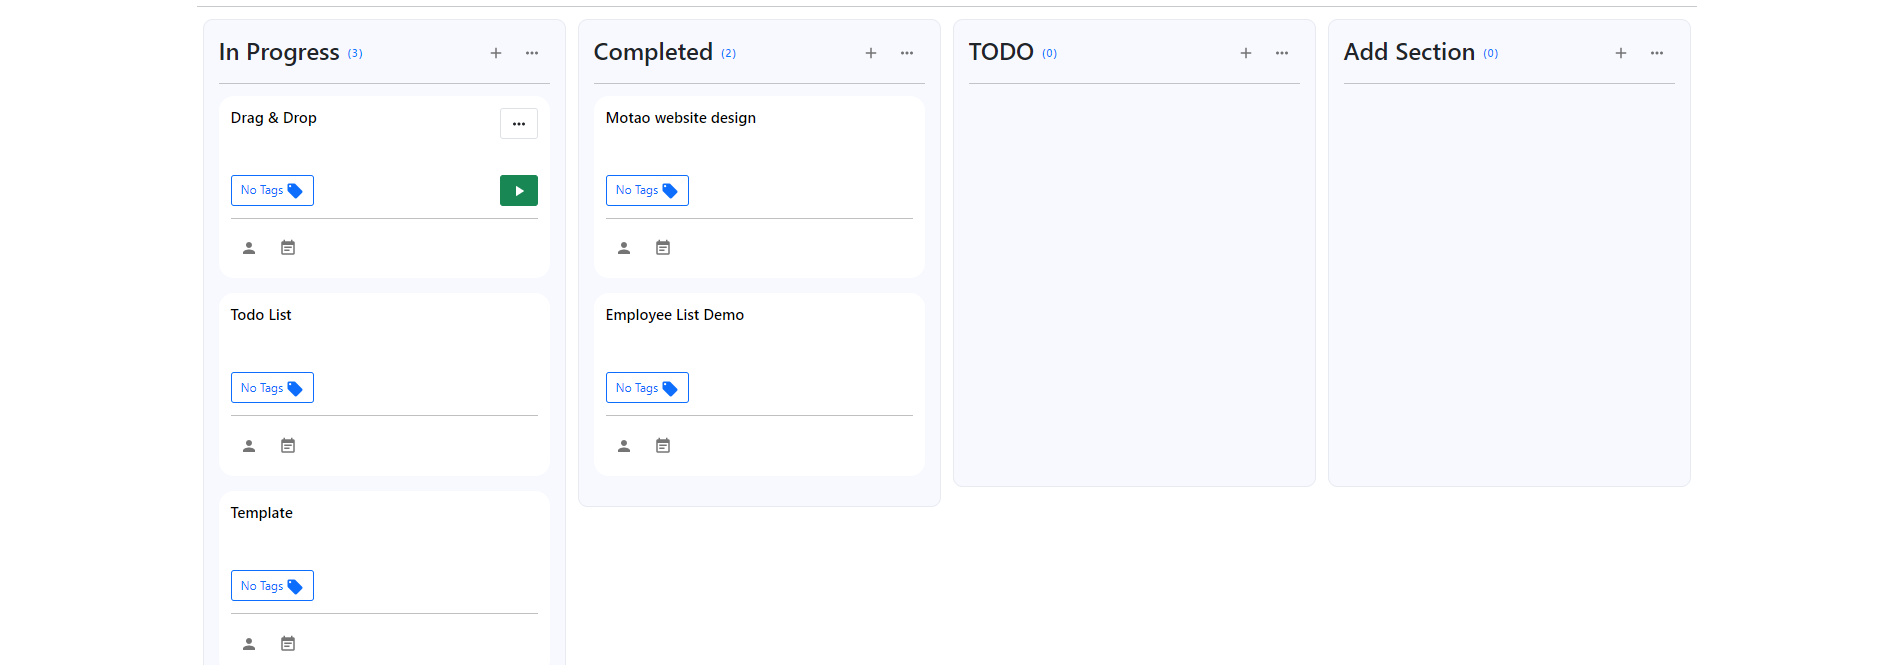 In Progress (3)
Drag & Drop
No Tags
Todo List
No Tags
Template
No Tags
Completed (2)
Motao website design
No Tags
Employee List Demo
No Tags
TODO (0)
Add Section (0)